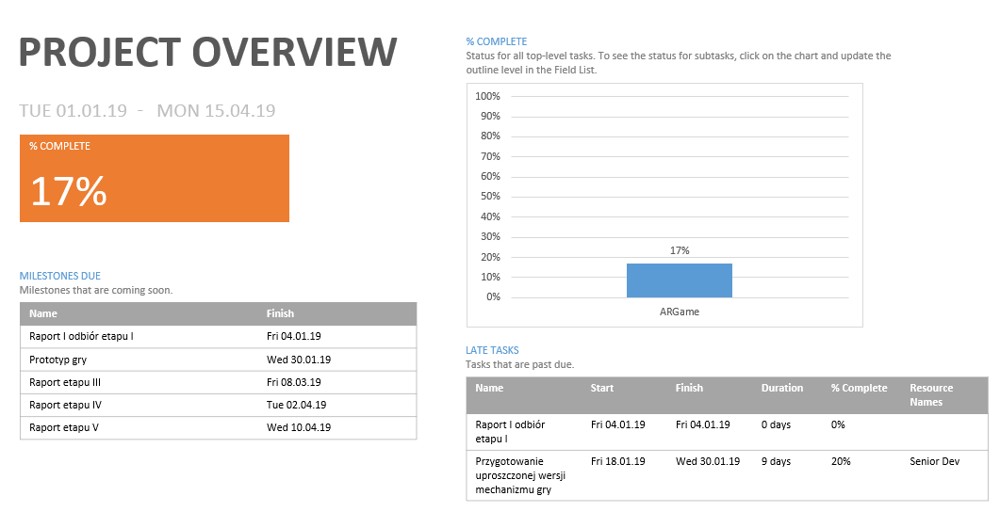 PROJECT OVERVIEW
TUE 01.01.19 - MON 15.04.19
% COMPLETE
17%
MILESTONES DUE
Milestones that are coming soon.
Name Finish
Raport I odbiór etapu I Fri 04.01.19
Prototyp gry Wed 30.01.19
Raport etapu III Fri 08.03.19
Raport etapu IV Tue 02.04.19
Raport etapu V Wed 10.04.19
% COMPLETE
Status for all top-level tasks. To see the status for subtasks, click on the chart and update the
outline level in the Field List.
100%
90%
80%
70%
60%
50%
40%
30%
20%
10%
0%
17%
ARGame
LATE TASKS
Tasks that are past due.
Name Start Finish Duration % Complete Resource
Names
Raport I odbiór Fri 04.01.19 Fri 04.01.19 0 days 0%
etapu I
Przygotowanie Fri 18.01.19 Wed 30.01.19 9 days 20% Senior Dev
uproszczonej wersji
mechanizmu gry